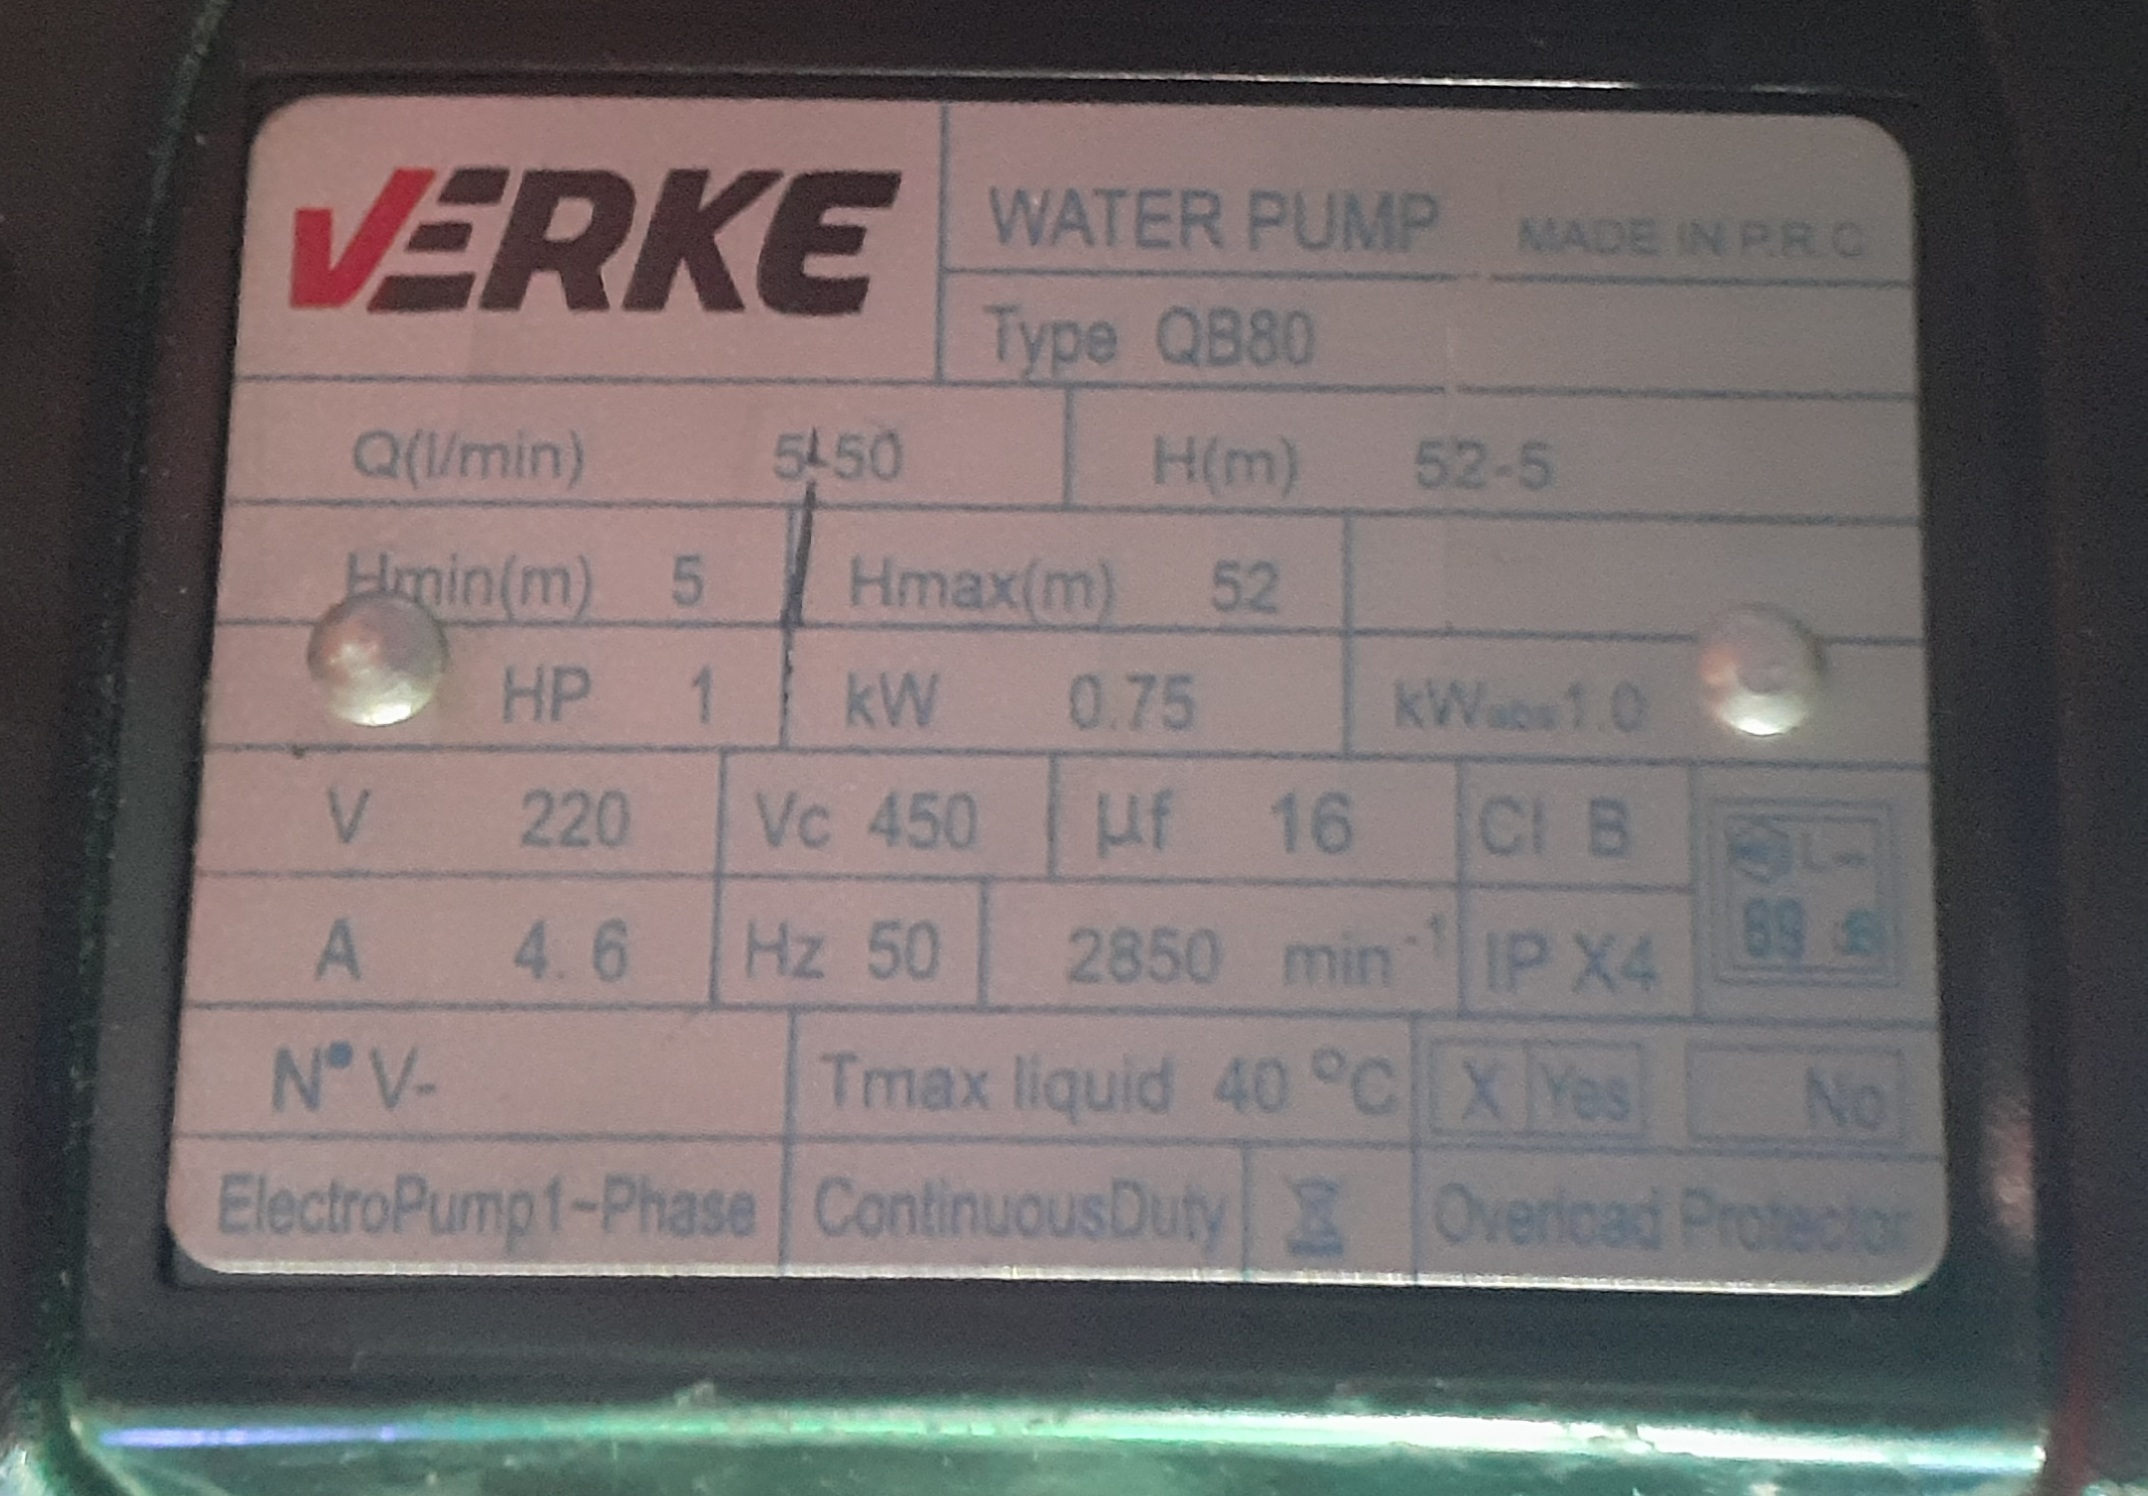 VERKE
WATER PUMP MADE IN P.R.C
Type QB80
Q(l/min) 5-50 H(m) 52-5
Hmin(m) 5 Hmax(m) 52
HP 1 kW 0.75 kWabs 1.0
V 220 Vc 450 µf 16 Cl B
A 4.6 Hz 50 2850 min-1 IP X4
N° V- Tmax liquid 40 °C X Yes No
ElectroPump1~Phase ContinuousDuty Overload Protector